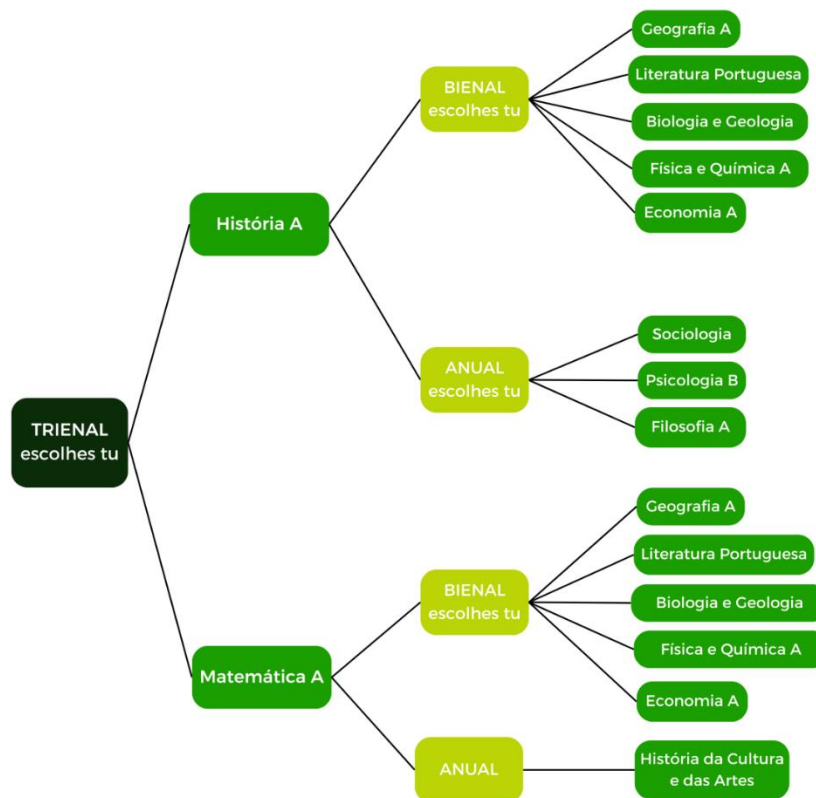 TRIENAL
escolhes tu
História A
BIENAL
escolhes tu
Geografia A
Literatura Portuguesa
Biologia e Geologia
Física e Química A
Economia A
ANUAL
escolhes tu
Sociologia
Psicologia B
Filosofia A
Matemática A
BIENAL
escolhes tu
Geografia A
Literatura Portuguesa
Biologia e Geologia
Física e Química A
Economia A
ANUAL
História da Cultura
e das Artes